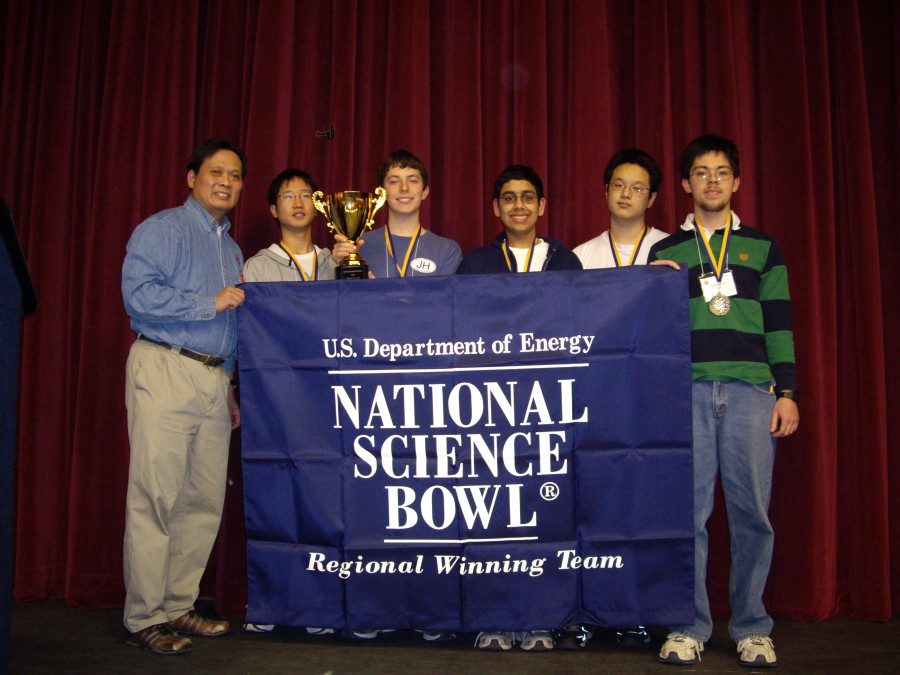 JH
U.S. Department of Energy
NATIONAL
SCIENCE
BOWL®
Regional Winning Team